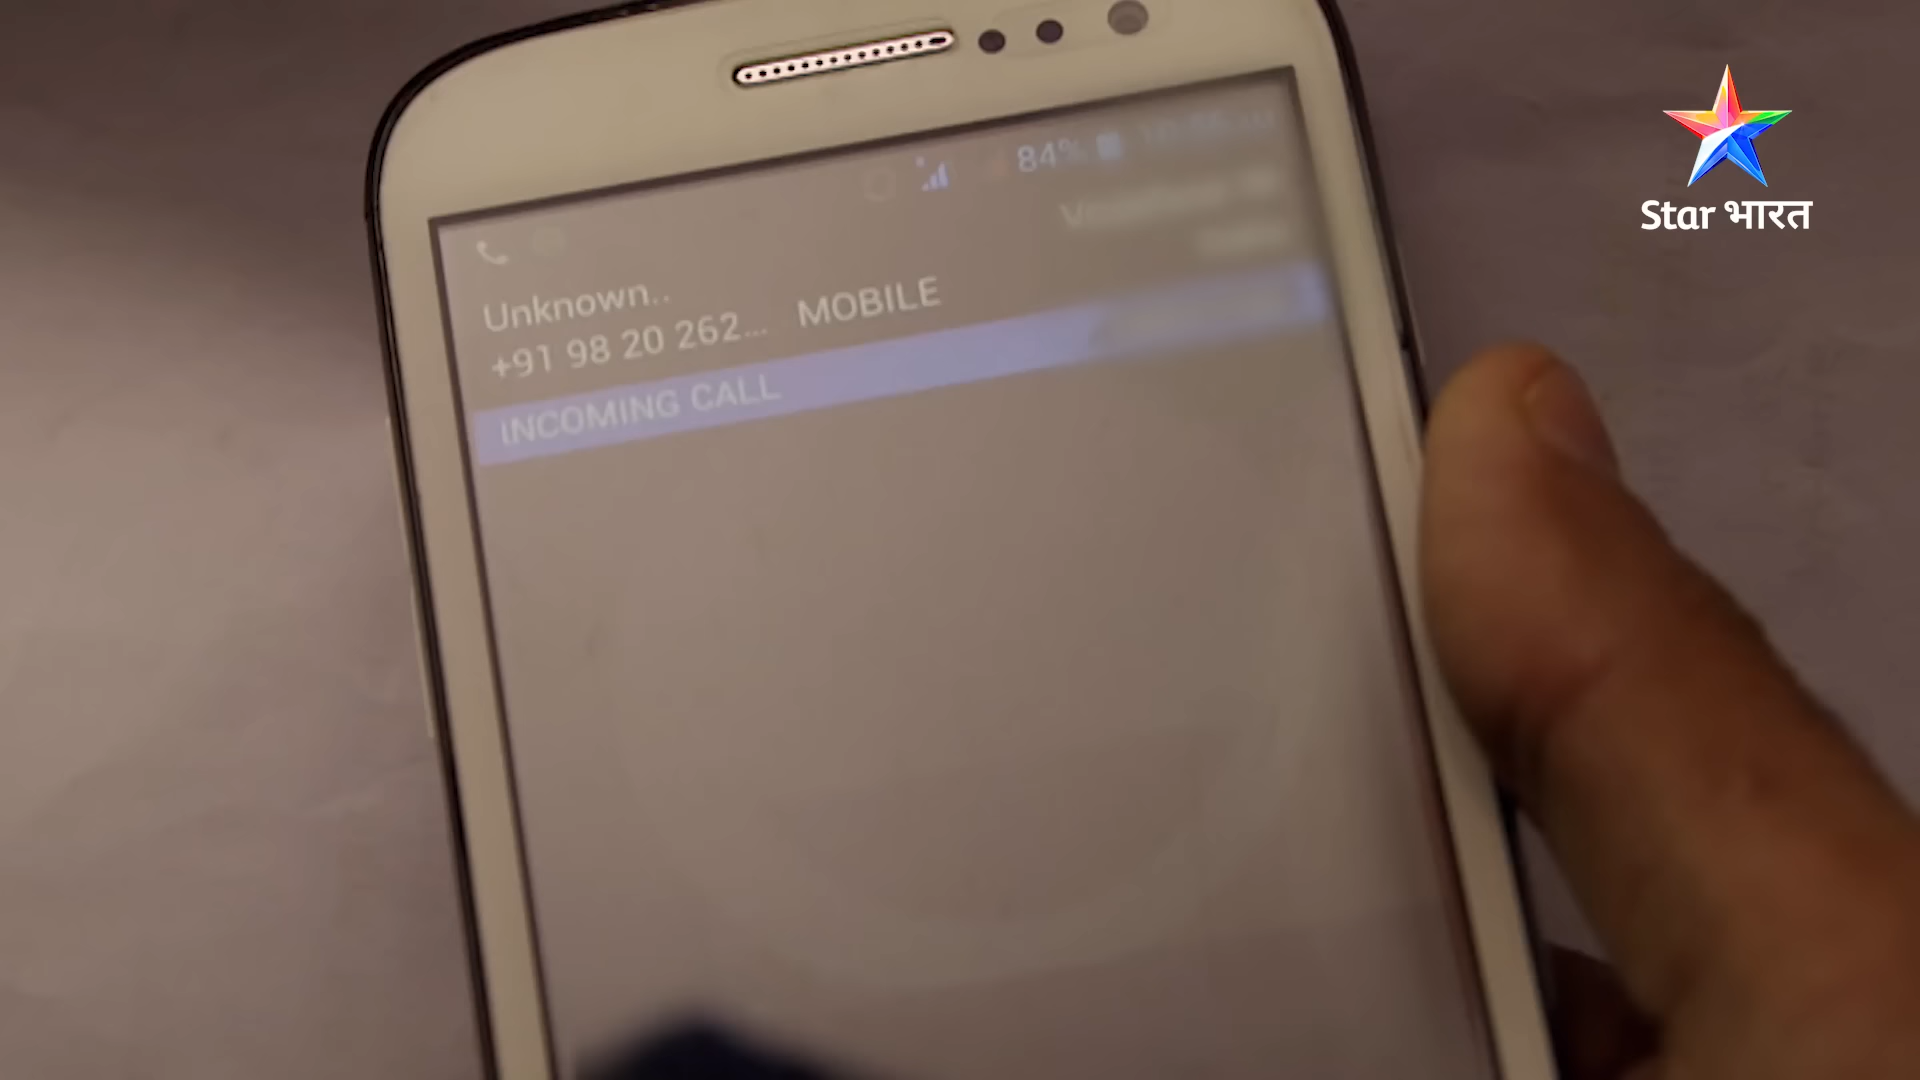 84%
Unknown..
+91 98 20 262... MOBILE
INCOMING CALL
Star भारत